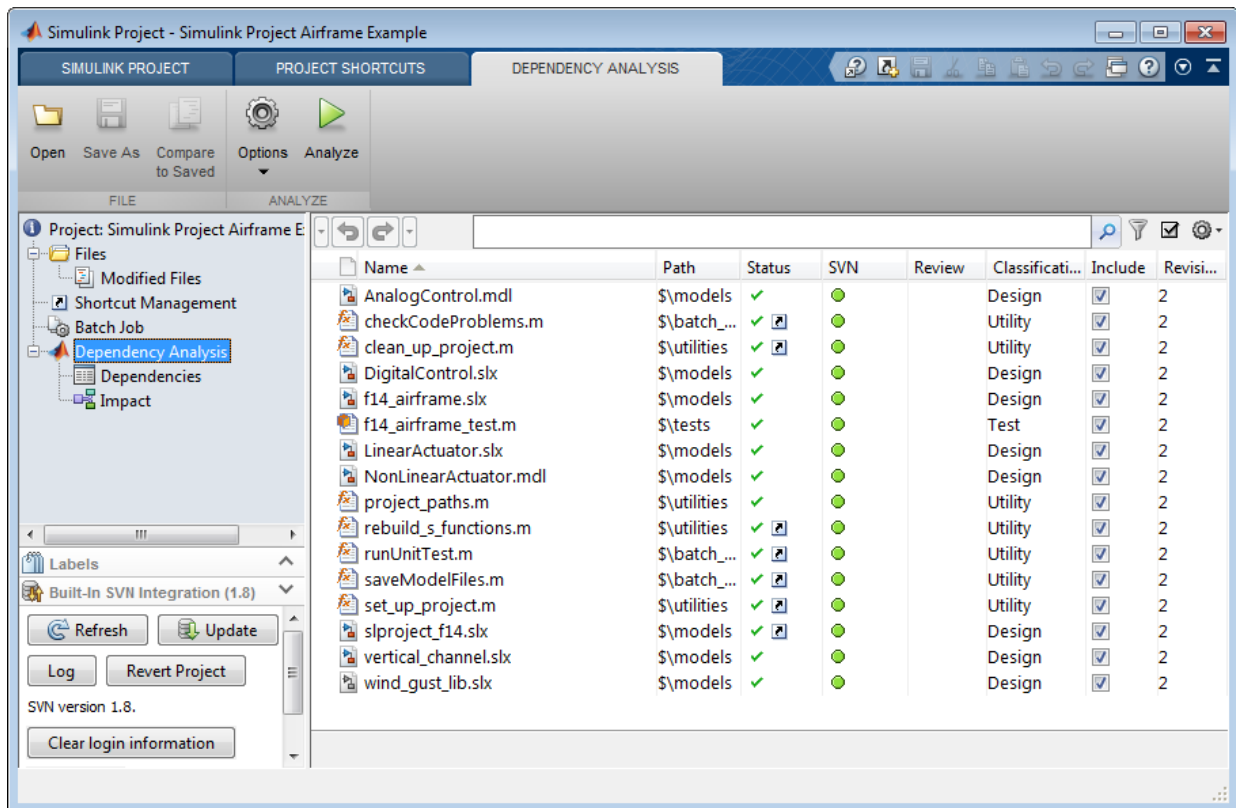 Simulink Project - Simulink Project Airframe Example
SIMULINK PROJECT PROJECT SHORTCUTS DEPENDENCY ANALYSIS
Open Save As Compare to Saved Options Analyze
FILE ANALYZE
Project: Simulink Project Airframe E
Files
Modified Files
Shortcut Management
Batch Job
Dependency Analysis
Dependencies
Impact
Labels
Built-In SVN Integration (1.8)
Refresh Update
Log Revert Project
SVN version 1.8.
Clear login information
Name Path Status SVN Review Classificati... Include Revisi...
AnalogControl.mdl $\models Design 2
checkCodeProblems.m $\batch_... Utility 2
clean_up_project.m $\utilities Utility 2
DigitalControl.slx $\models Design 2
f14_airframe.slx $\models Design 2
f14_airframe_test.m $\tests Test 2
LinearActuator.slx $\models Design 2
NonLinearActuator.mdl $\models Design 2
project_paths.m $\utilities Utility 2
rebuild_s_functions.m $\utilities Utility 2
runUnitTest.m $\batch_... Utility 2
saveModelFiles.m $\batch_... Utility 2
set_up_project.m $\utilities Utility 2
slproject_f14.slx $\models Design 2
vertical_channel.slx $\models Design 2
wind_gust_lib.slx $\models Design 2